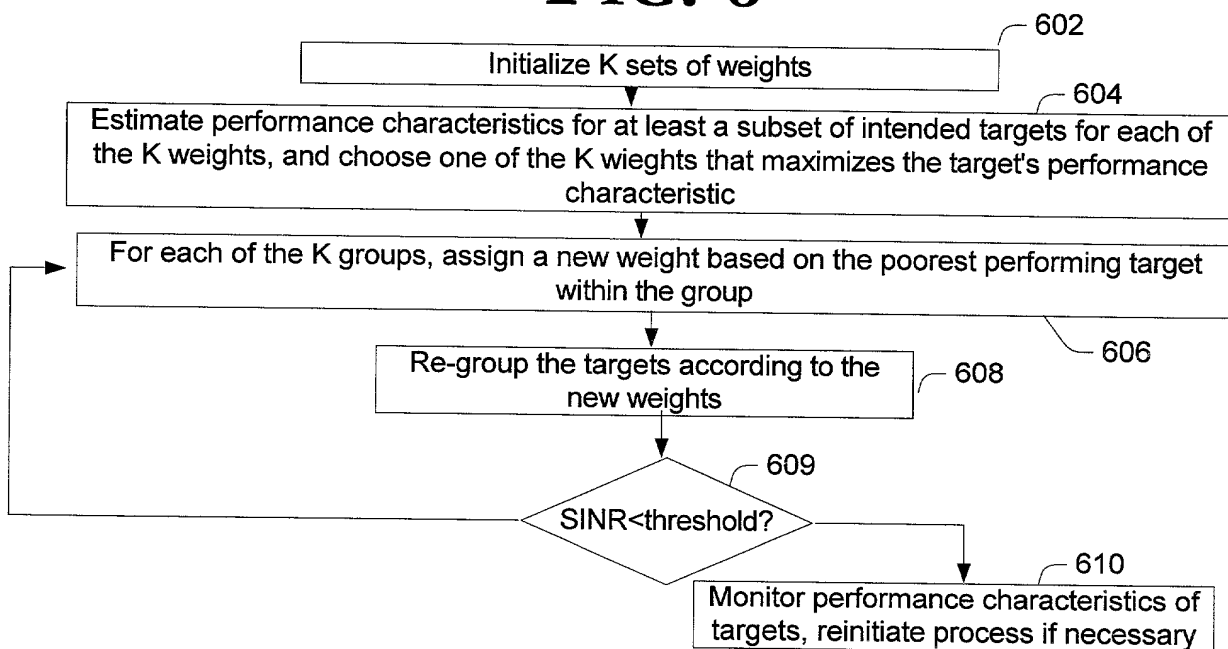 602
Initialize K sets of weights
604
Estimate performance characteristics for at least a subset of intended targets for each of
the K weights, and choose one of the K wieghts that maximizes the target's performance
characteristic
For each of the K groups, assign a new weight based on the poorest performing target
within the group
606
Re-group the targets according to the
new weights
608
609
SINR<threshold?
610
Monitor performance characteristics of
targets, reinitiate process if necessary